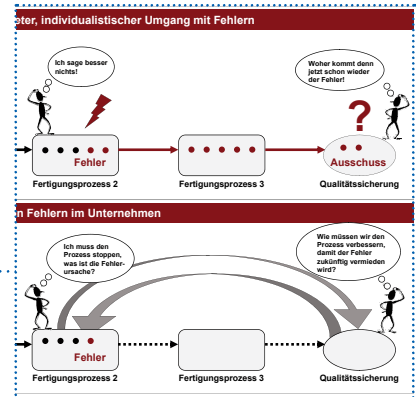 eter, individualistischer Umgang mit Fehlern
Ich sage besser
nichts!
Woher kommt denn
jetzt schon wieder
der Fehler!
?
Fehler
Ausschuss
Fertigungsprozess 2
Fertigungsprozess 3
Qualitätssicherung
n Fehlern im Unternehmen
Ich muss den
Prozess stoppen,
was ist die Fehler-
ursache?
Wie müssen wir den
Prozess verbessern,
damit der Fehler
zukünftig vermieden
wird?
Fehler
Fertigungsprozess 2
Fertigungsprozess 3
Qualitätssicherung